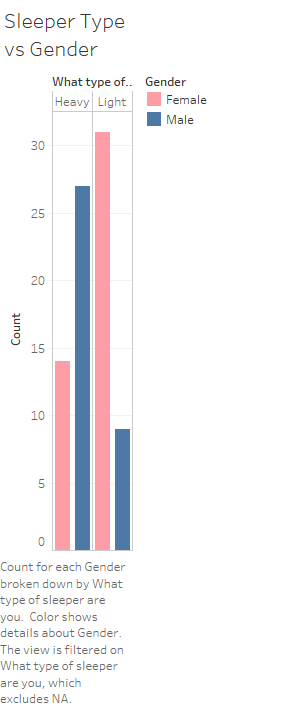 Sleeper Type
vs Gender
What type of..
Gender
Heavy
Light
Female
Male
30
25
20
15
10
5
0
Count
Count for each Gender
broken down by What
type of sleeper are
you. Color shows
details about Gender.
The view is filtered on
What type of sleeper
are you, which
excludes NA.